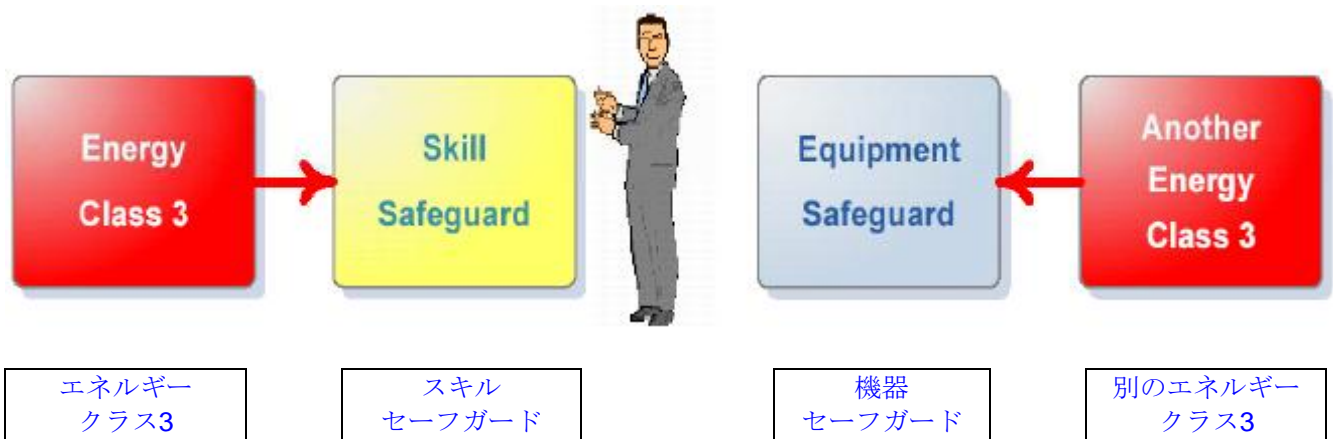 Energy
Class 3
Skill
Safeguard
Equipment
Safeguard
Another
Energy
Class 3
エネルギー
クラス3
スキル
セーフガード
機器
セーフガード
別のエネルギー
クラス3